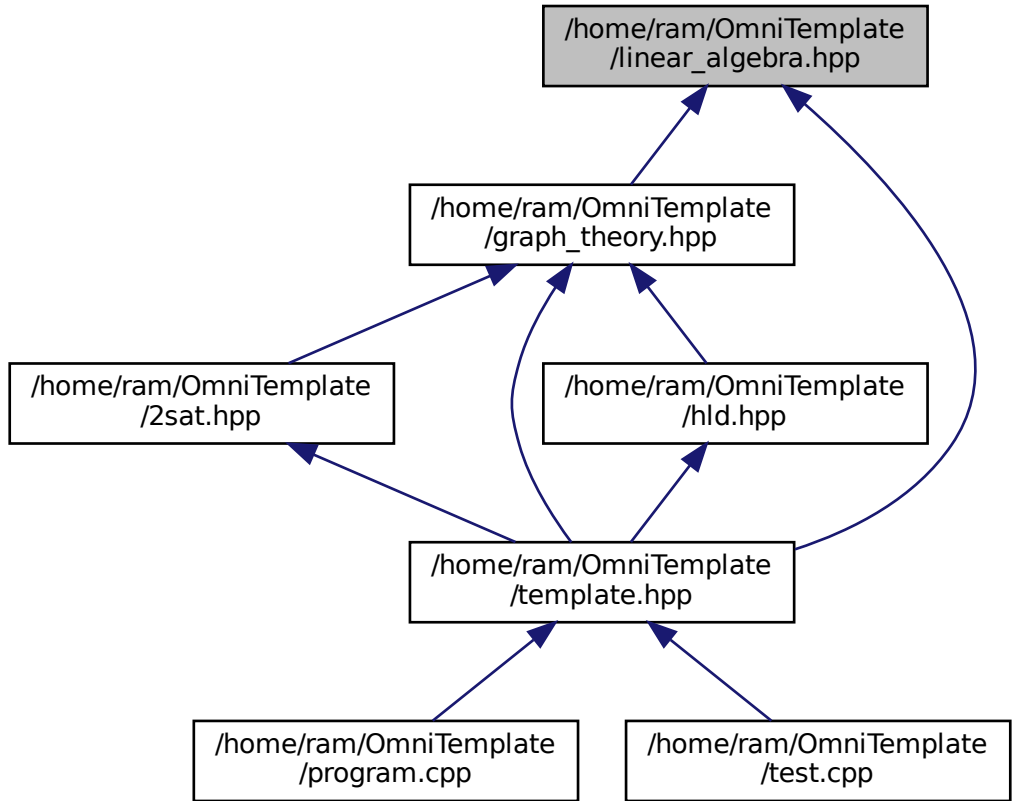 /home/ram/OmniTemplate
/linear_algebra.hpp
/home/ram/OmniTemplate
/graph_theory.hpp
/home/ram/OmniTemplate
/2sat.hpp
/home/ram/OmniTemplate
/hld.hpp
/home/ram/OmniTemplate
/template.hpp
/home/ram/OmniTemplate
/program.cpp
/home/ram/OmniTemplate
/test.cpp